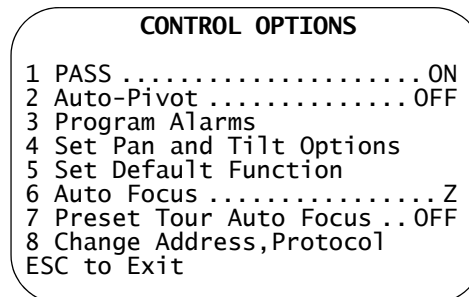 CONTROL OPTIONS
1 PASS ...................... ON
2 Auto-Pivot ............... OFF
3 Program Alarms
4 Set Pan and Tilt Options
5 Set Default Function
6 Auto Focus ................ Z
7 Preset Tour Auto Focus .. OFF
8 Change Address,Protocol
ESC to Exit